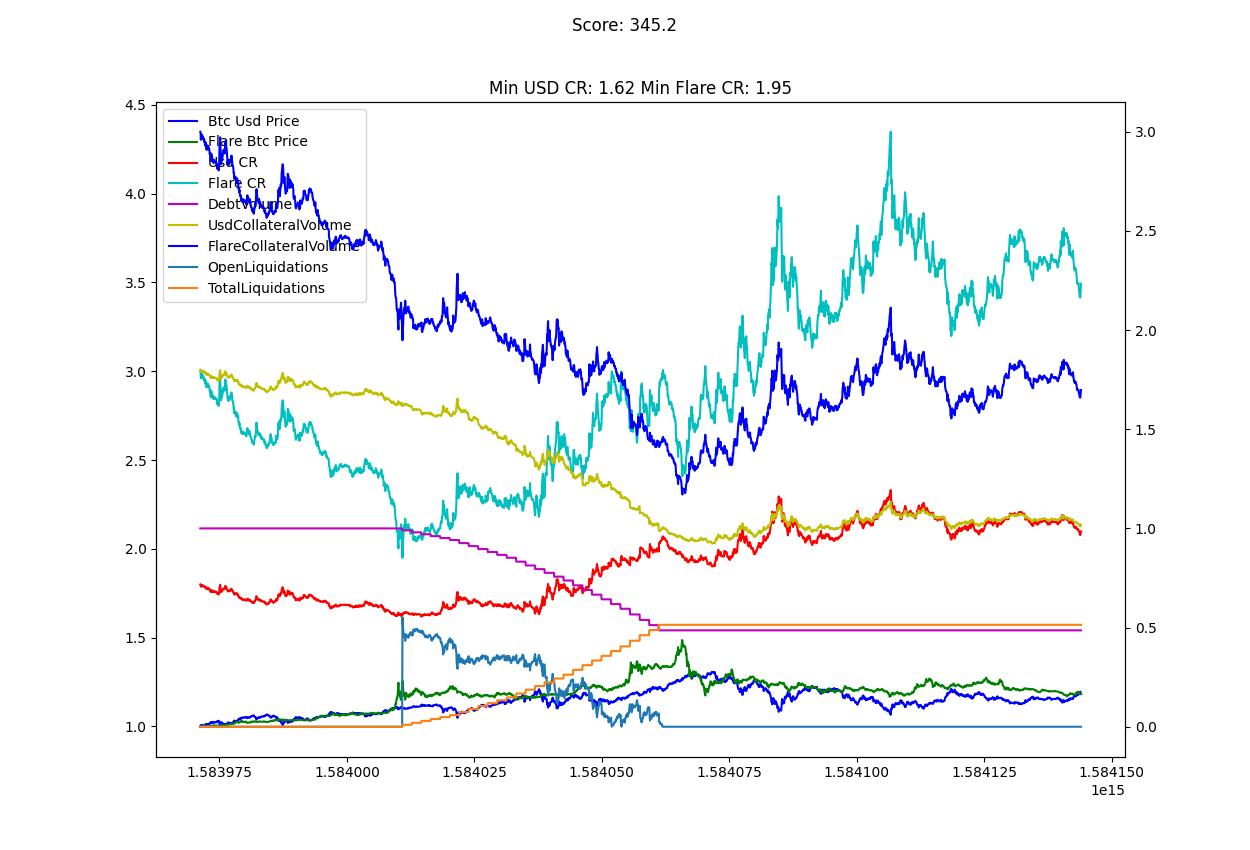 Score: 345.2
Min USD CR: 1.62 Min Flare CR: 1.95
4.5
4.0
3.5
3.0
2.5
2.0
1.5
1.0
Btc Usd Price
Flare Btc Price
Usd CR
Flare CR
DebtVolume
UsdCollateralVolume
FlareCollateralVolume
OpenLiquidations
TotalLiquidations
3.0
2.5
2.0
1.5
1.0
0.5
0.0
1.583975 1.584000 1.584025 1.584050 1.584075 1.584100 1.584125 1.584150
1e15